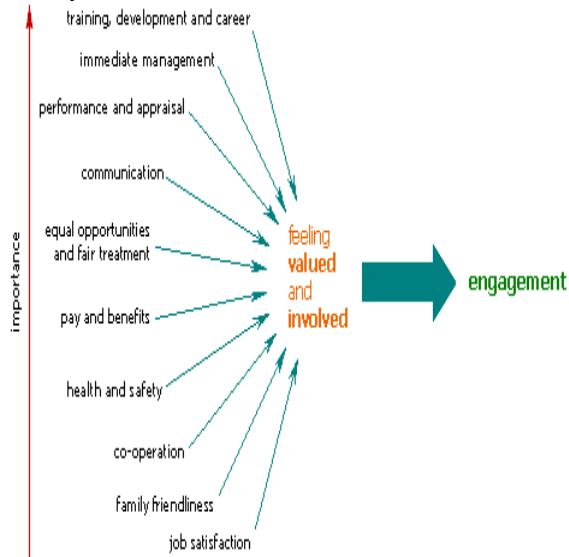 training, development and career
immediate management
performance and appraisal
communication
equal opportunities
and fair treatment
pay and benefits
health and safety
co-operation
family friendliness
job satisfaction
importance
feeling
valued
and
involved
engagement